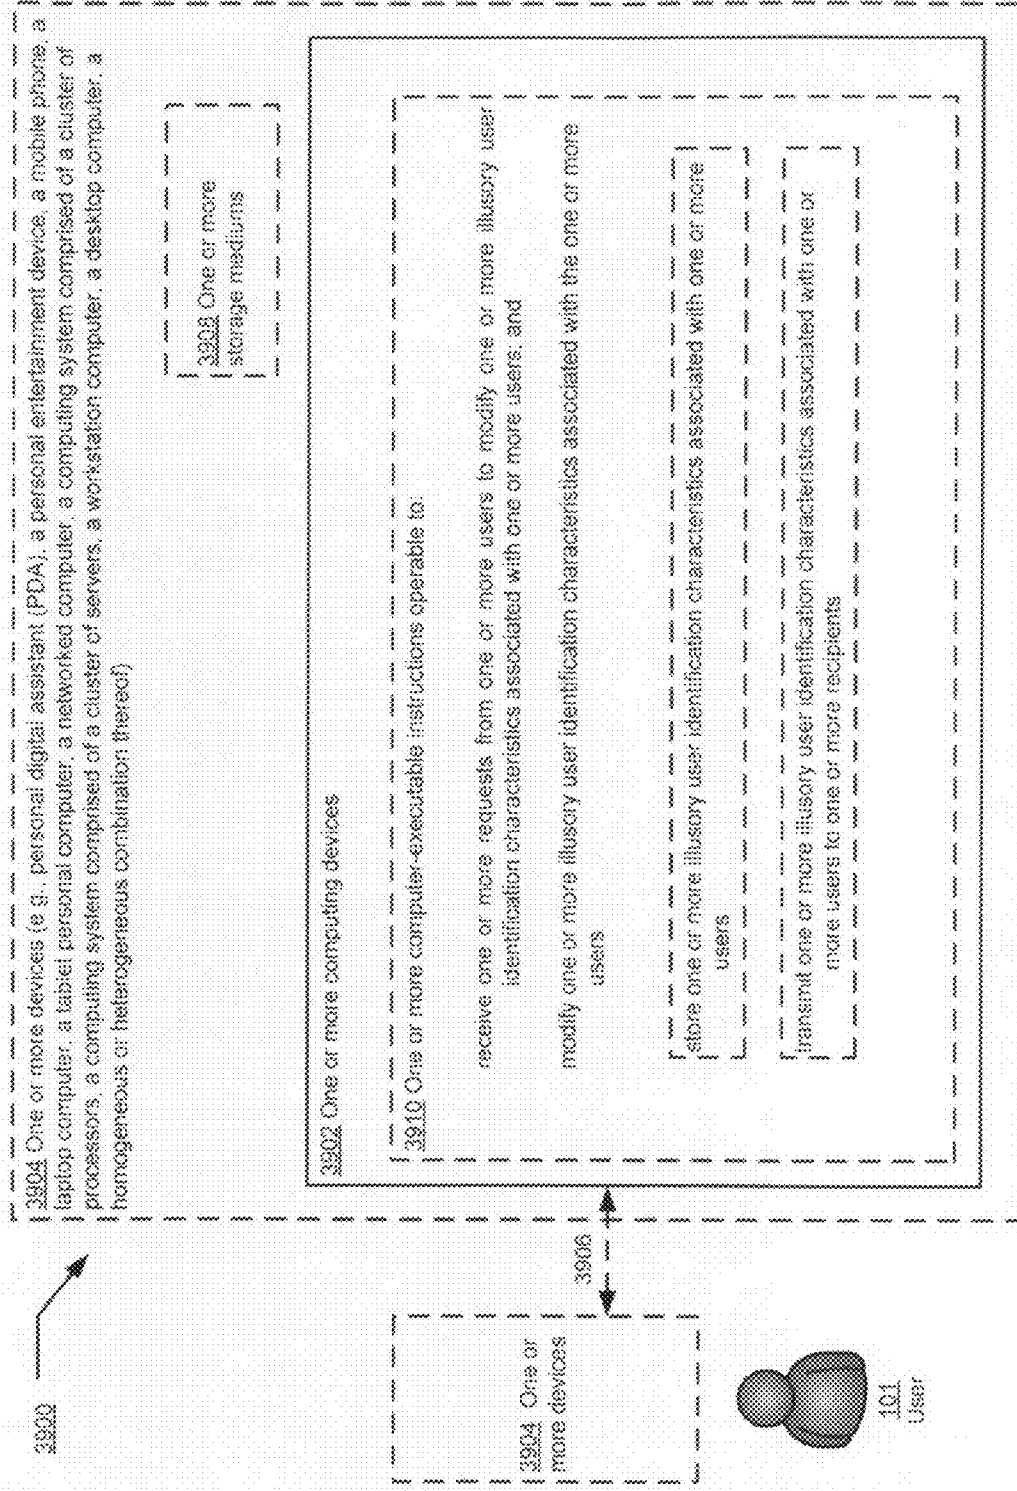 3900
3904 One or more devices (e.g., personal digital assistant (PDA), a personal entertainment device, a mobile phone, a
laptop computer, a tablet personal computer, a networked computer, a computing system comprised of a cluster of
processors, a computing system comprised of a cluster of servers, a workstation computer, a desktop computer, a
homogeneous or heterogeneous combination thereof)
3908 One or more
storage mediums
3902 One or more computing devices
3910 One or more computer-executable instructions operable to:
receive one or more requests from one or more users to modify one or more illusory user
identification characteristics associated with one or more users; and
modify one or more illusory user identification characteristics associated with the one or more
users
store one or more illusory user identification characteristics associated with one or more
users
transmit one or more illusory user identification characteristics associated with one or
more users to one or more recipients
3904 One or
more devices
3906
101
User